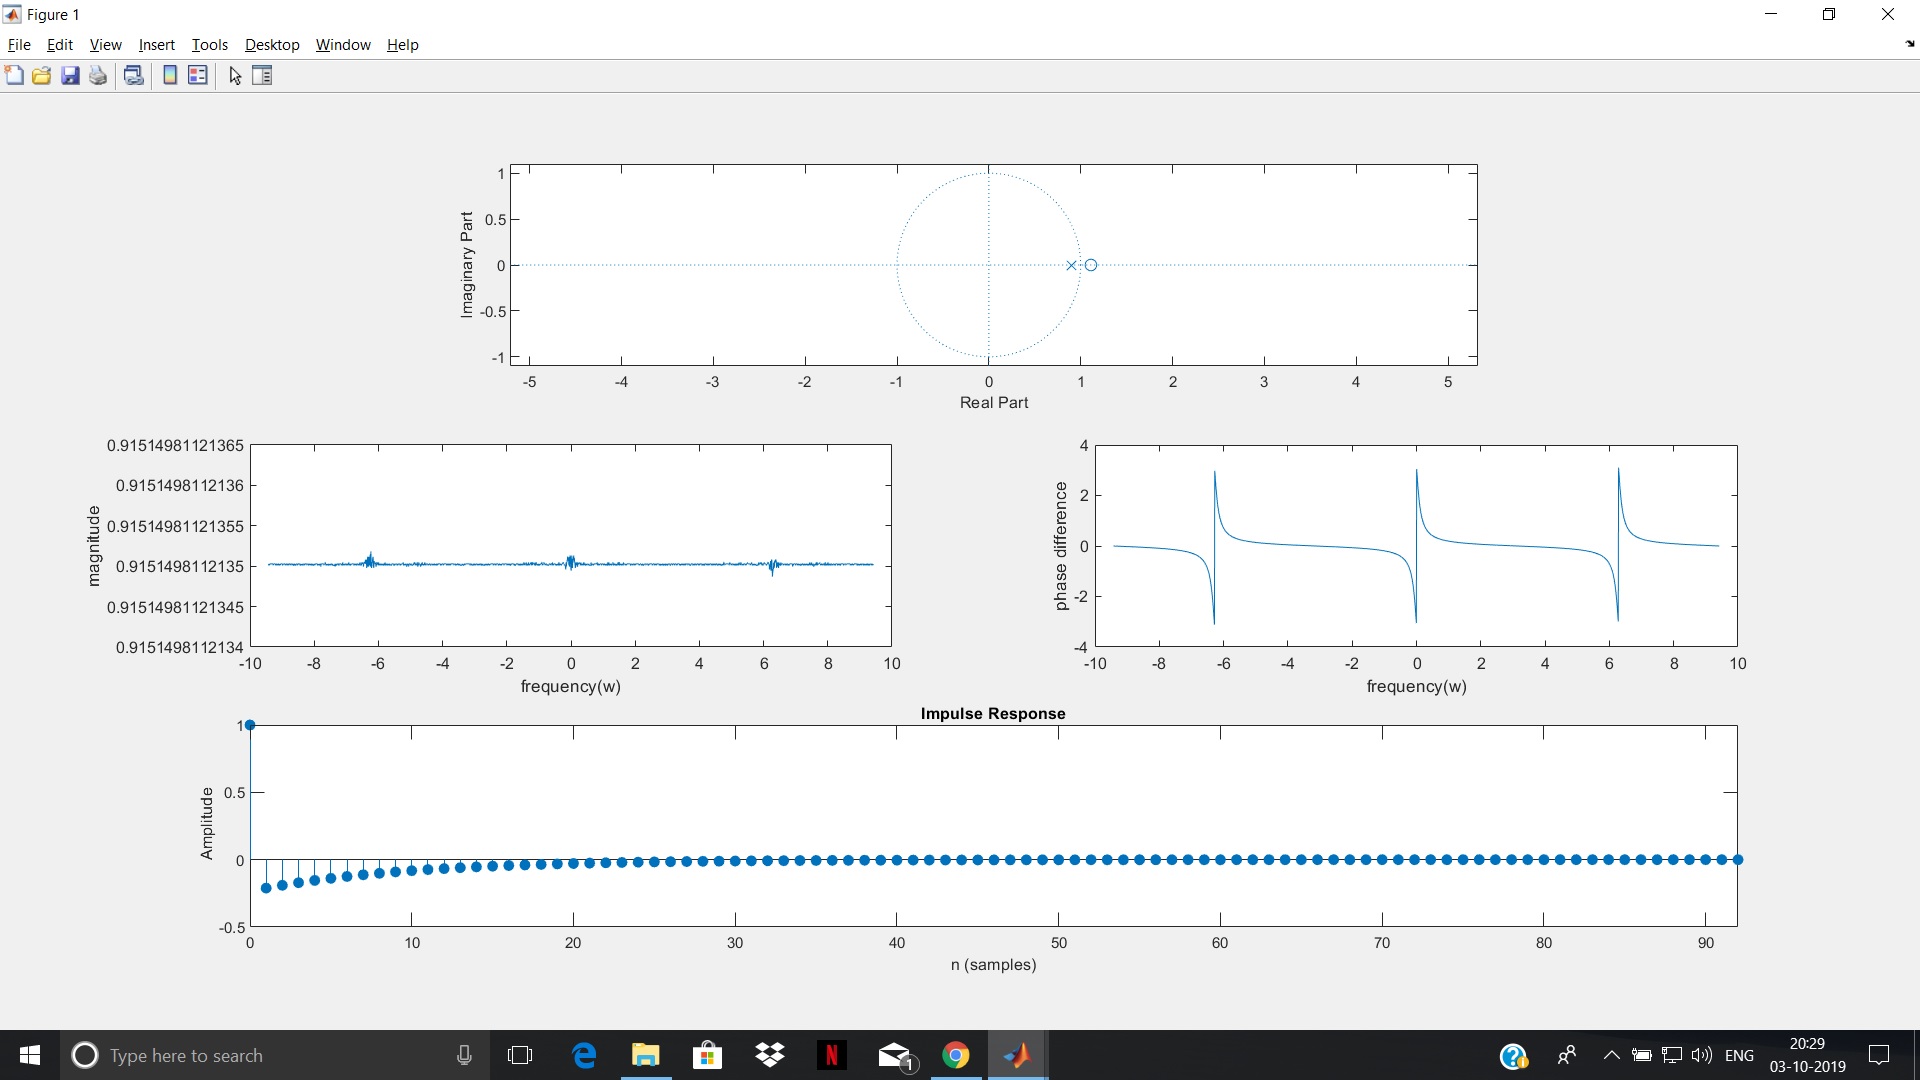 Figure 1
File Edit View Insert Tools Desktop Window Help
1
0.5
0
-0.5
-1
Imaginary Part
-5 -4 -3 -2 -1 0 1 2 3 4 5
Real Part
0.91514981121365
0.9151498112136
0.91514981121355
0.9151498112135
0.91514981121345
0.9151498112134
magnitude
-10 -8 -6 -4 -2 0 2 4 6 8 10
frequency(w)
4
2
0
-2
-4
phase difference
-10 -8 -6 -4 -2 0 2 4 6 8 10
frequency(w)
Impulse Response
1
0.5
0
-0.5
Amplitude
0 10 20 30 40 50 60 70 80 90
n (samples)
Type here to search
N
1
ENG
20:29
03-10-2019